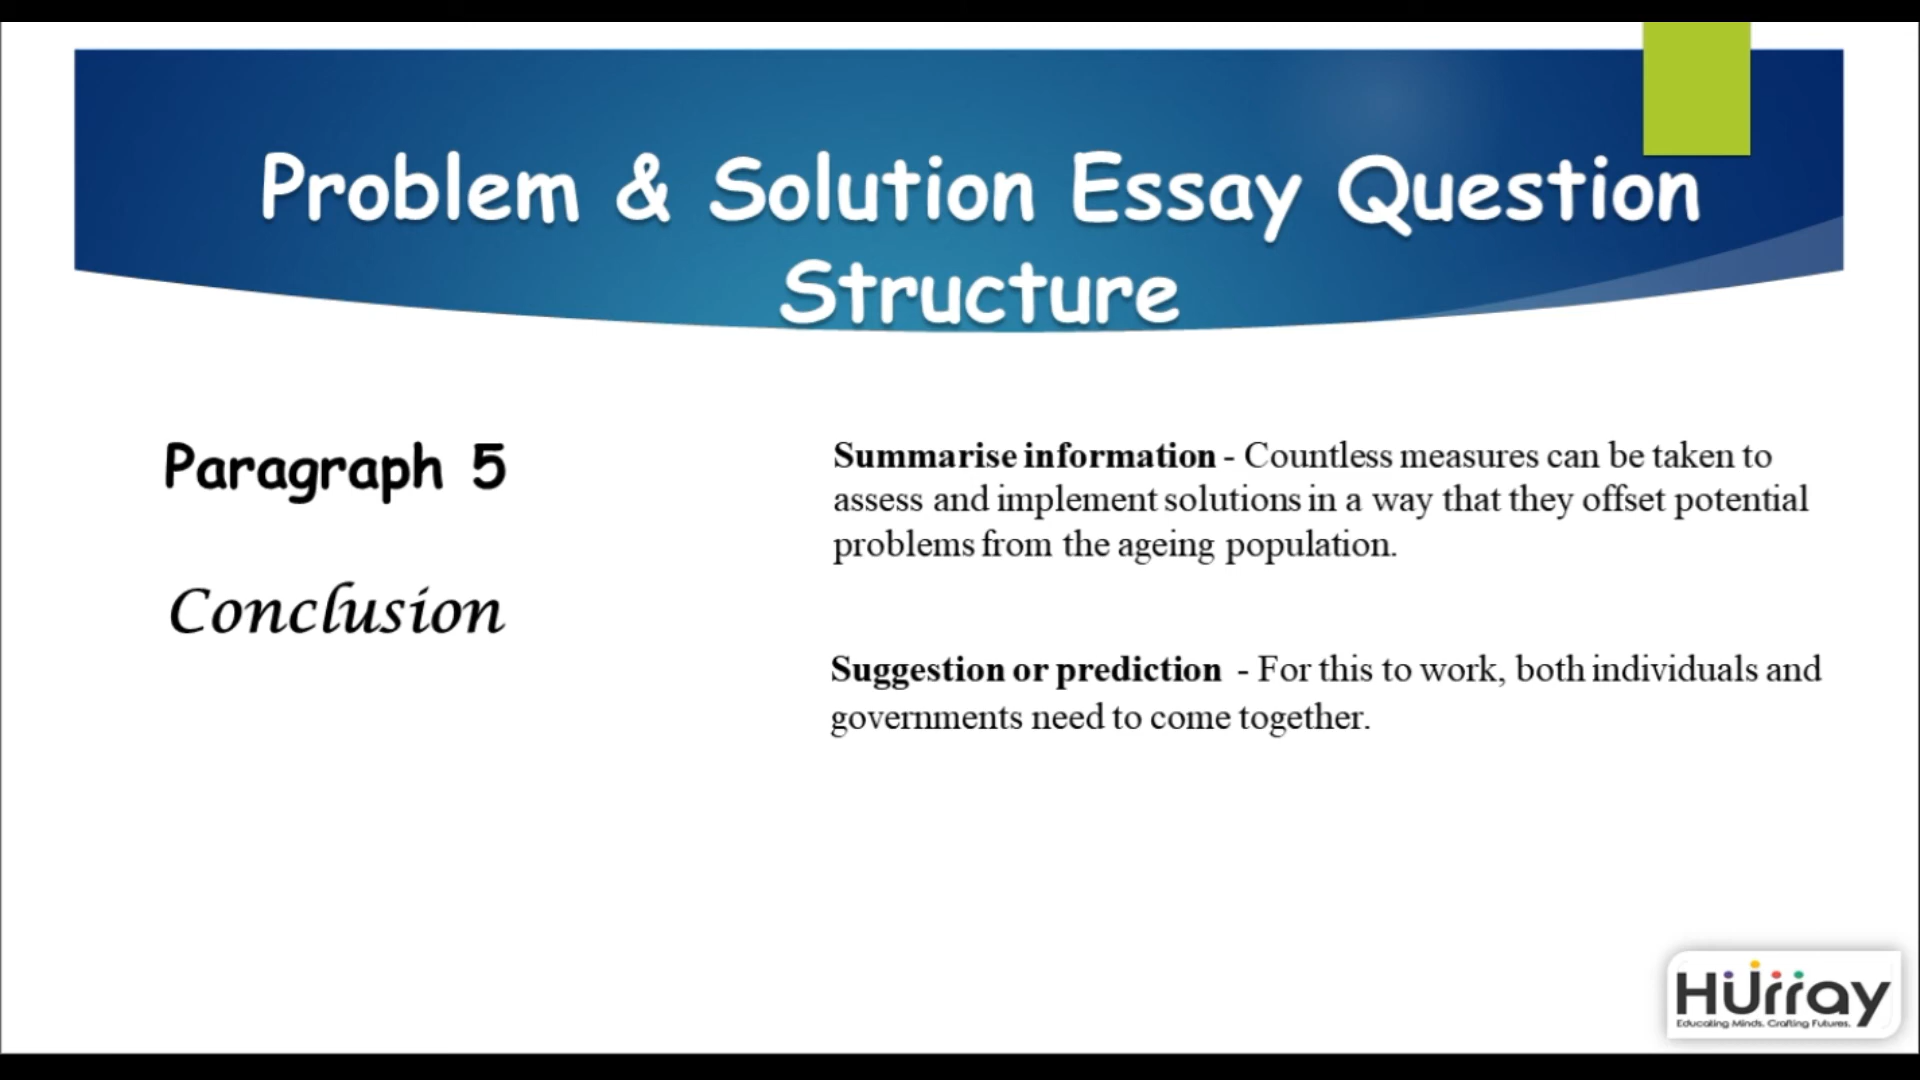 Problem & Solution Essay Question
Structure
Paragraph 5
Conclusion
Summarise information - Countless measures can be taken to
assess and implement solutions in a way that they offset potential
problems from the ageing population.
Suggestion or prediction - For this to work, both individuals and
governments need to come together.
Hurray
Educating Minds. Crafting Futures.